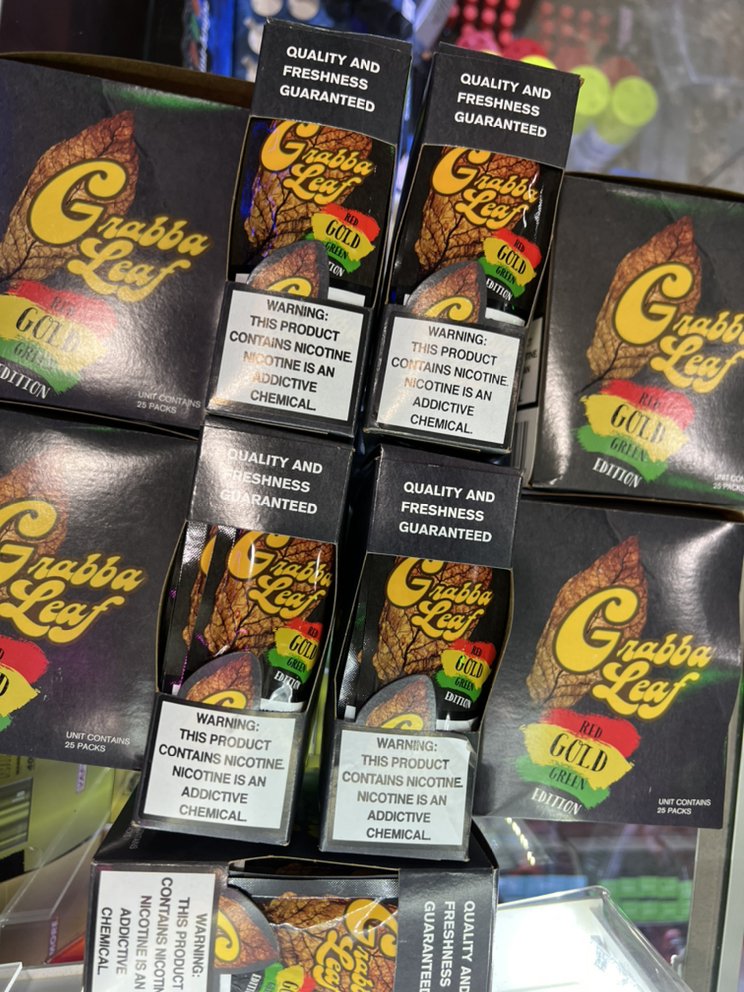 QUALITY AND
FRESHNESS
GUARANTEED
Grabba
Leaf
RED
GOLD
GREEN
EDITION
WARNING:
THIS PRODUCT
CONTAINS NICOTINE.
NICOTINE IS AN
ADDICTIVE
CHEMICAL.
QUALITY AND
FRESHNESS
GUARANTEED
Grabba
Leaf
RED
GOLD
GREEN
EDITION
WARNING:
THIS PRODUCT
CONTAINS NICOTINE.
NICOTINE IS AN
ADDICTIVE
CHEMICAL.
Grabba
Leaf
RED
GOLD
GREEN
EDITION
UNIT CONTAINS
25 PACKS
Grabba
Leaf
RED
GOLD
GREEN
EDITION
25 PACKS
Grabba
Leaf
UNIT CONTAINS
25 PACKS
QUALITY AND
FRESHNESS
GUARANTEED
Grabba
Leaf
RED
GOLD
GREEN
EDITION
WARNING:
THIS PRODUCT
CONTAINS NICOTINE.
NICOTINE IS AN
ADDICTIVE
CHEMICAL.
QUALITY AND
FRESHNESS
GUARANTEED
Grabba
Leaf
RED
GOLD
GREEN
EDITION
WARNING:
THIS PRODUCT
CONTAINS NICOTINE.
NICOTINE IS AN
ADDICTIVE
CHEMICAL.
Grabba
Leaf
RED
GOLD
GREEN
EDITION
UNIT CONTAINS
25 PACKS
WARNING:
THIS PRODUCT
CONTAINS NICOTINE.
NICOTINE IS AN
ADDICTIVE
CHEMICAL.
QUALITY AND
FRESHNESS
GUARANTEED